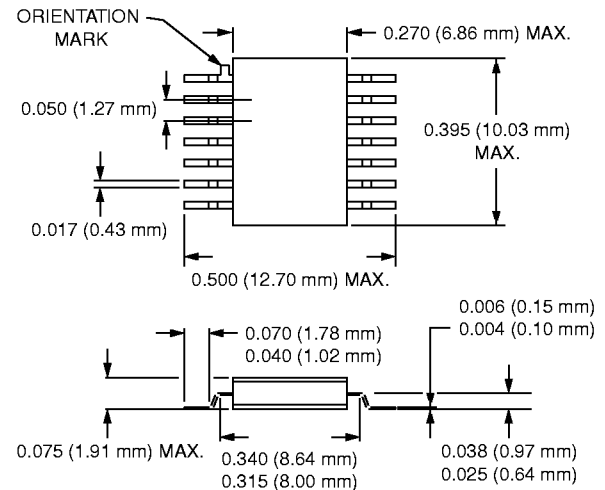 ORIENTATION
MARK
0.270 (6.86 mm) MAX.
0.050 (1.27 mm)
0.395 (10.03 mm)
MAX.
0.017 (0.43 mm)
0.500 (12.70 mm) MAX.
0.006 (0.15 mm)
0.004 (0.10 mm)
0.070 (1.78 mm)
0.040 (1.02 mm)
0.075 (1.91 mm) MAX.
0.340 (8.64 mm)
0.315 (8.00 mm)
0.038 (0.97 mm)
0.025 (0.64 mm)